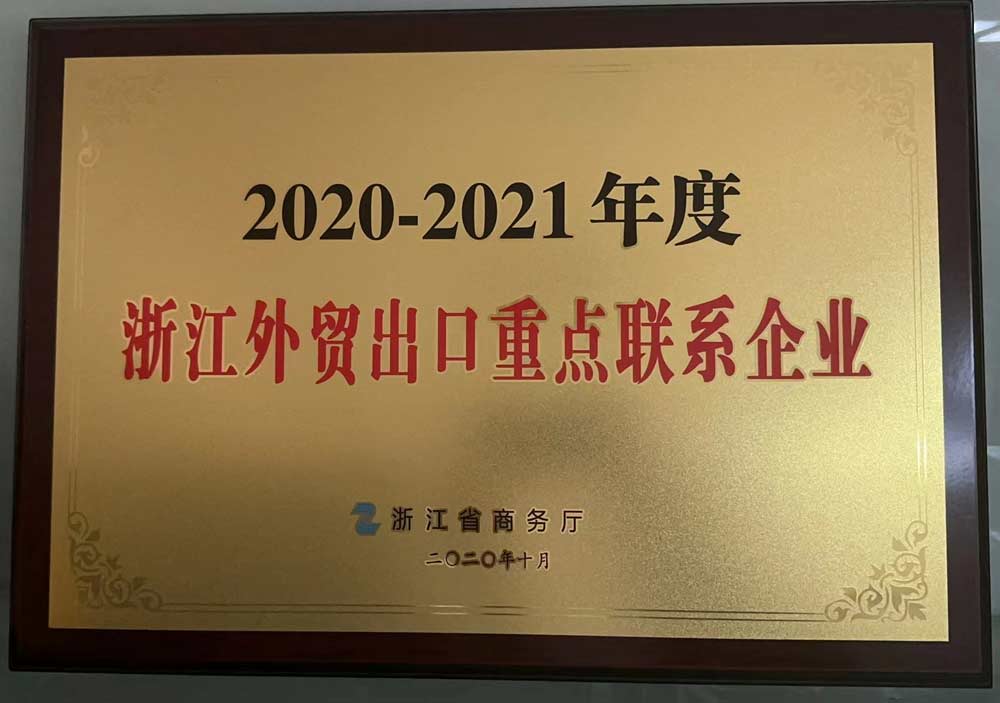 2020-2021年度
浙江外贸出口重点联系企业
浙江省商务厅
二〇二〇年十月